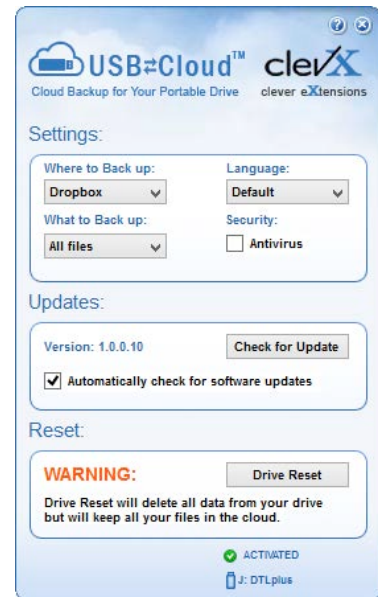 USB⇄Cloud™
Cloud Backup for Your Portable Drive
clevX
clever eXtensions
Settings:
Where to Back up:
Language:
Dropbox
Default
What to Back up:
Security:
All files
Antivirus
Updates:
Version: 1.0.0.10
Check for Update
Automatically check for software updates
Reset:
WARNING:
Drive Reset
Drive Reset will delete all data from your drive
but will keep all your files in the cloud.
ACTIVATED
J: DTLplus